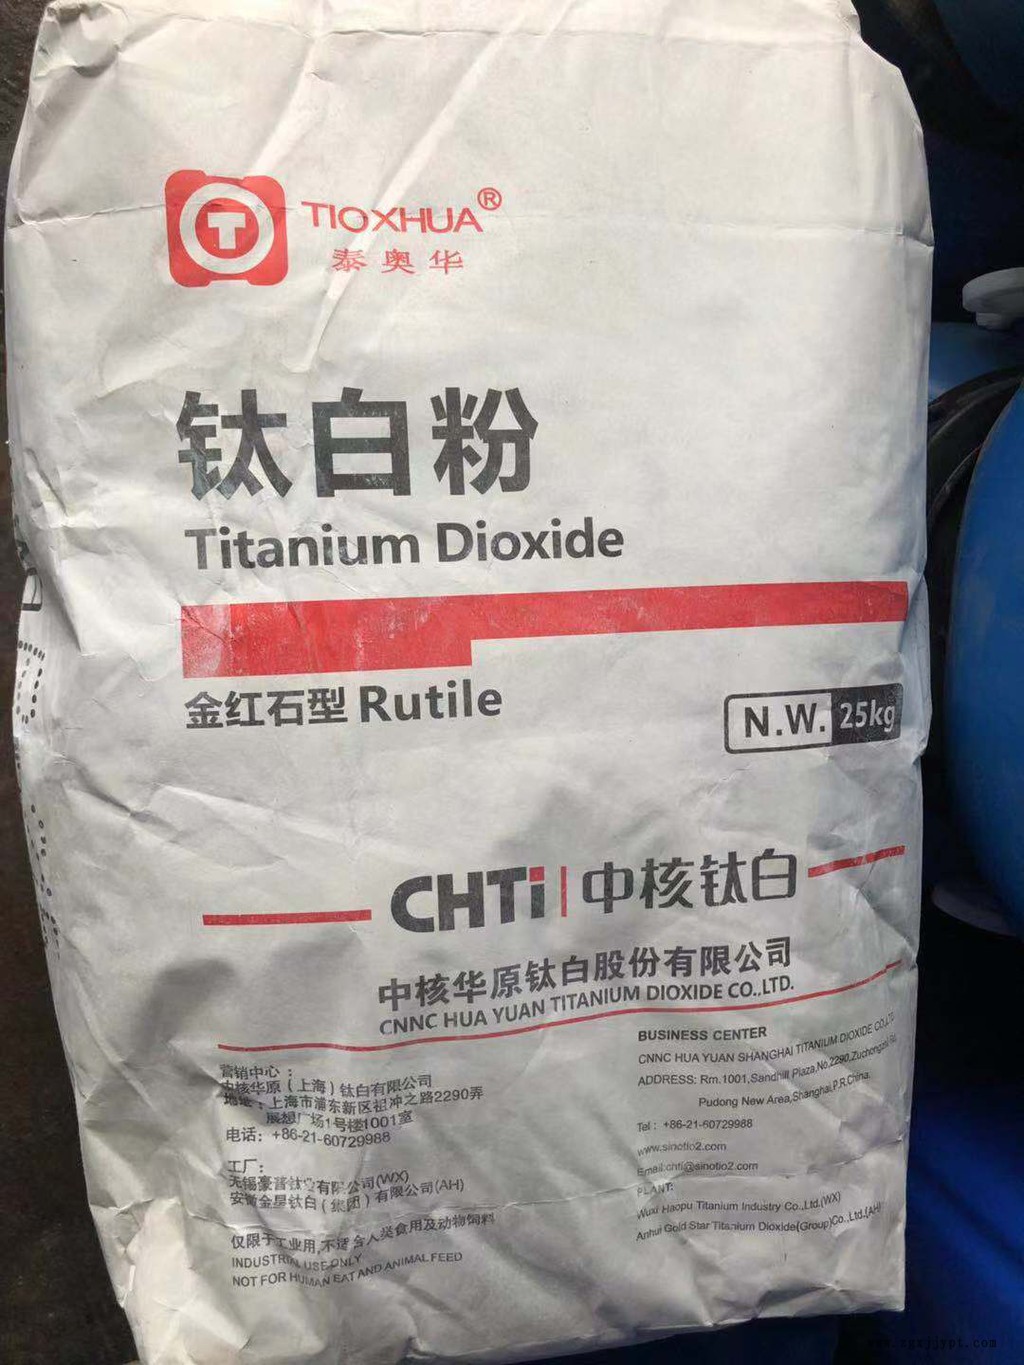 T
TIOXHUA®
泰奥华
钛白粉
Titanium Dioxide
金红石型 Rutile
N.W. 25kg
CHTi | 中核钛白
中核华原钛白股份有限公司
CNNC HUA YUAN TITANIUM DIOXIDE CO.,LTD.
营销中心：
中核华原（上海）钛白有限公司
地址：上海市浦东新区祖冲之路2290弄
展想广场1号楼1001室
电话：+86-21-60729988
工厂：
无锡豪普钛业有限公司(WX)
安徽金星钛白（集团）有限公司(AH)
仅限于工业用,不适合人类食用及动物饲料
INDUSTRIAL USE ONLY
NOT FOR HUMAN EAT AND ANIMAL FEED
BUSINESS CENTER
CNNC HUA YUAN SHANGHAI TITANIUM DIOXIDE CO.,LTD.
ADDRESS: Rm.1001,Sandhill Plaza,No.2290,Zuchongzhi Rd.
Pudong New Area,Shanghai,P.R.China.
Tel : +86-21-60729988
www.sinotio2.com
Email:chti@sinotio2.com
PLANT:
Wuxi Haopu Titanium Industry Co.,Ltd.(WX)
Anhui Gold Star Titanium Dioxide(Group)Co.,Ltd.(AH)